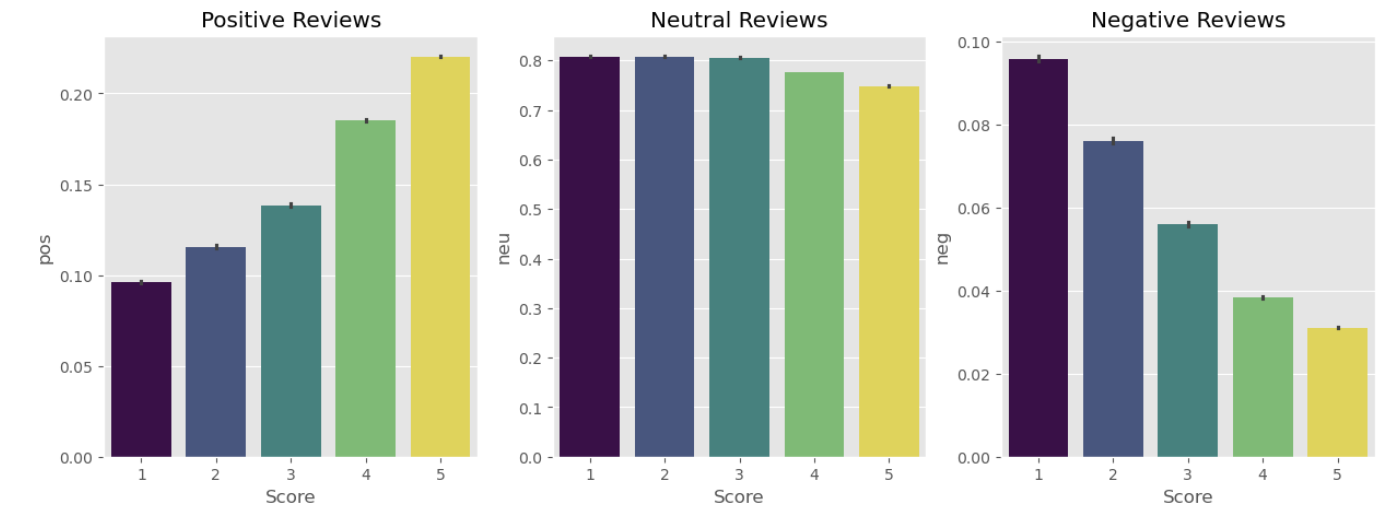 Positive Reviews
0.20
0.15
0.10
0.05
0.00
pos
1 2 3 4 5
Score
Neutral Reviews
0.8
0.7
0.6
0.5
0.4
0.3
0.2
0.1
0.0
neu
1 2 3 4 5
Score
Negative Reviews
0.10
0.08
0.06
0.04
0.02
0.00
neg
1 2 3 4 5
Score